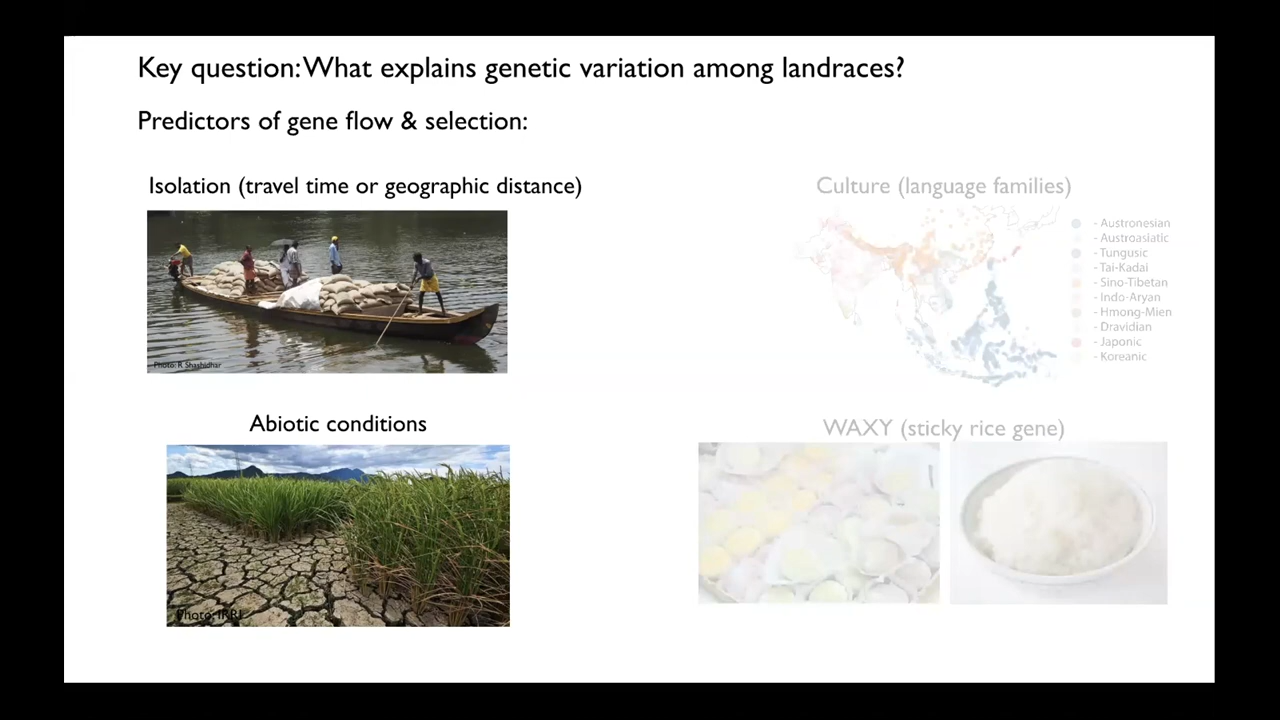 Key question: What explains genetic variation among landraces?
Predictors of gene flow & selection:
Isolation (travel time or geographic distance)
Photo: R Shashidhar
Abiotic conditions
Photo: IRRI
Culture (language families)
- Austronesian
- Austroasiatic
- Tungusic
- Tai-Kadai
- Sino-Tibetan
- Indo-Aryan
- Hmong-Mien
- Dravidian
- Japonic
- Koreanic
WAXY (sticky rice gene)